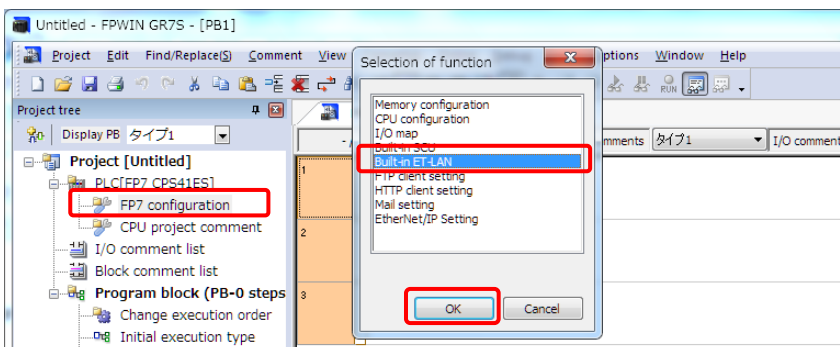 Untitled - FPWIN GR7S - [PB1]
Project Edit Find/Replace(S) Comment View ptions Window Help
Selection of function
RUN
Project tree
Display PB タイプ1
mments タイプ1 I/O comment
Memory configuration
CPU configuration
I/O map
Built-in SCU
Built-in ET-LAN
FTP client setting
HTTP client setting
Mail setting
EtherNet/IP Setting
Project [Untitled]
PLC[FP7 CPS41ES]
FP7 configuration
CPU project comment
I/O comment list
Block comment list
Program block (PB-0 steps
Change execution order
Initial execution type
1
2
3
OK Cancel